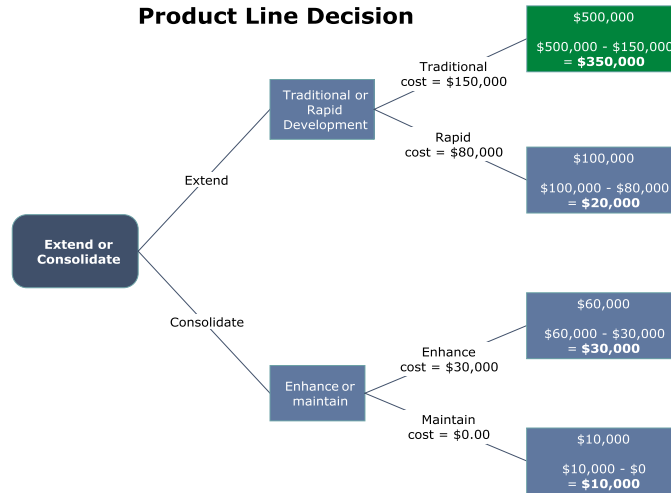 Product Line Decision
$500,000
$500,000 - $150,000
= $350,000
Traditional
cost = $150,000
Traditional or
Rapid
Development
Rapid
cost = $80,000
$100,000
$100,000 - $80,000
= $20,000
Extend
Extend or
Consolidate
Consolidate
$60,000
$60,000 - $30,000
= $30,000
Enhance
cost = $30,000
Enhance or
maintain
Maintain
cost = $0.00
$10,000
$10,000 - $0
= $10,000